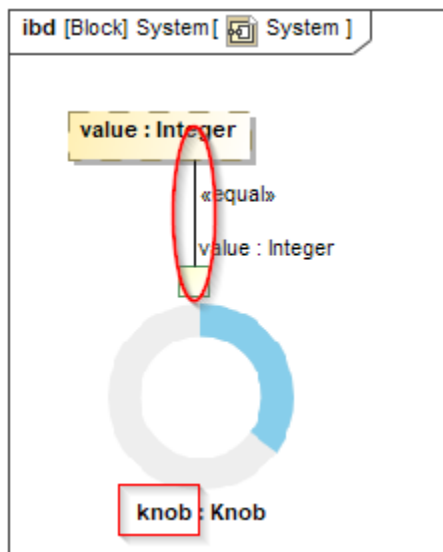 ibd [Block] System[ System ]
value : Integer
«equal»
value : Integer
knob : Knob